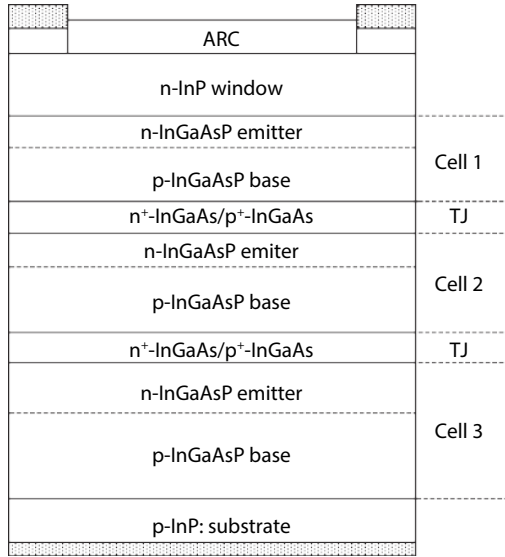 ARC
n-InP window
n-InGaAsP emitter
Cell 1
p-InGaAsP base
n⁺-InGaAs/p⁺-InGaAs
TJ
n-InGaAsP emiter
Cell 2
p-InGaAsP base
n⁺-InGaAs/p⁺-InGaAs
TJ
n-InGaAsP emitter
Cell 3
p-InGaAsP base
p-InP: substrate